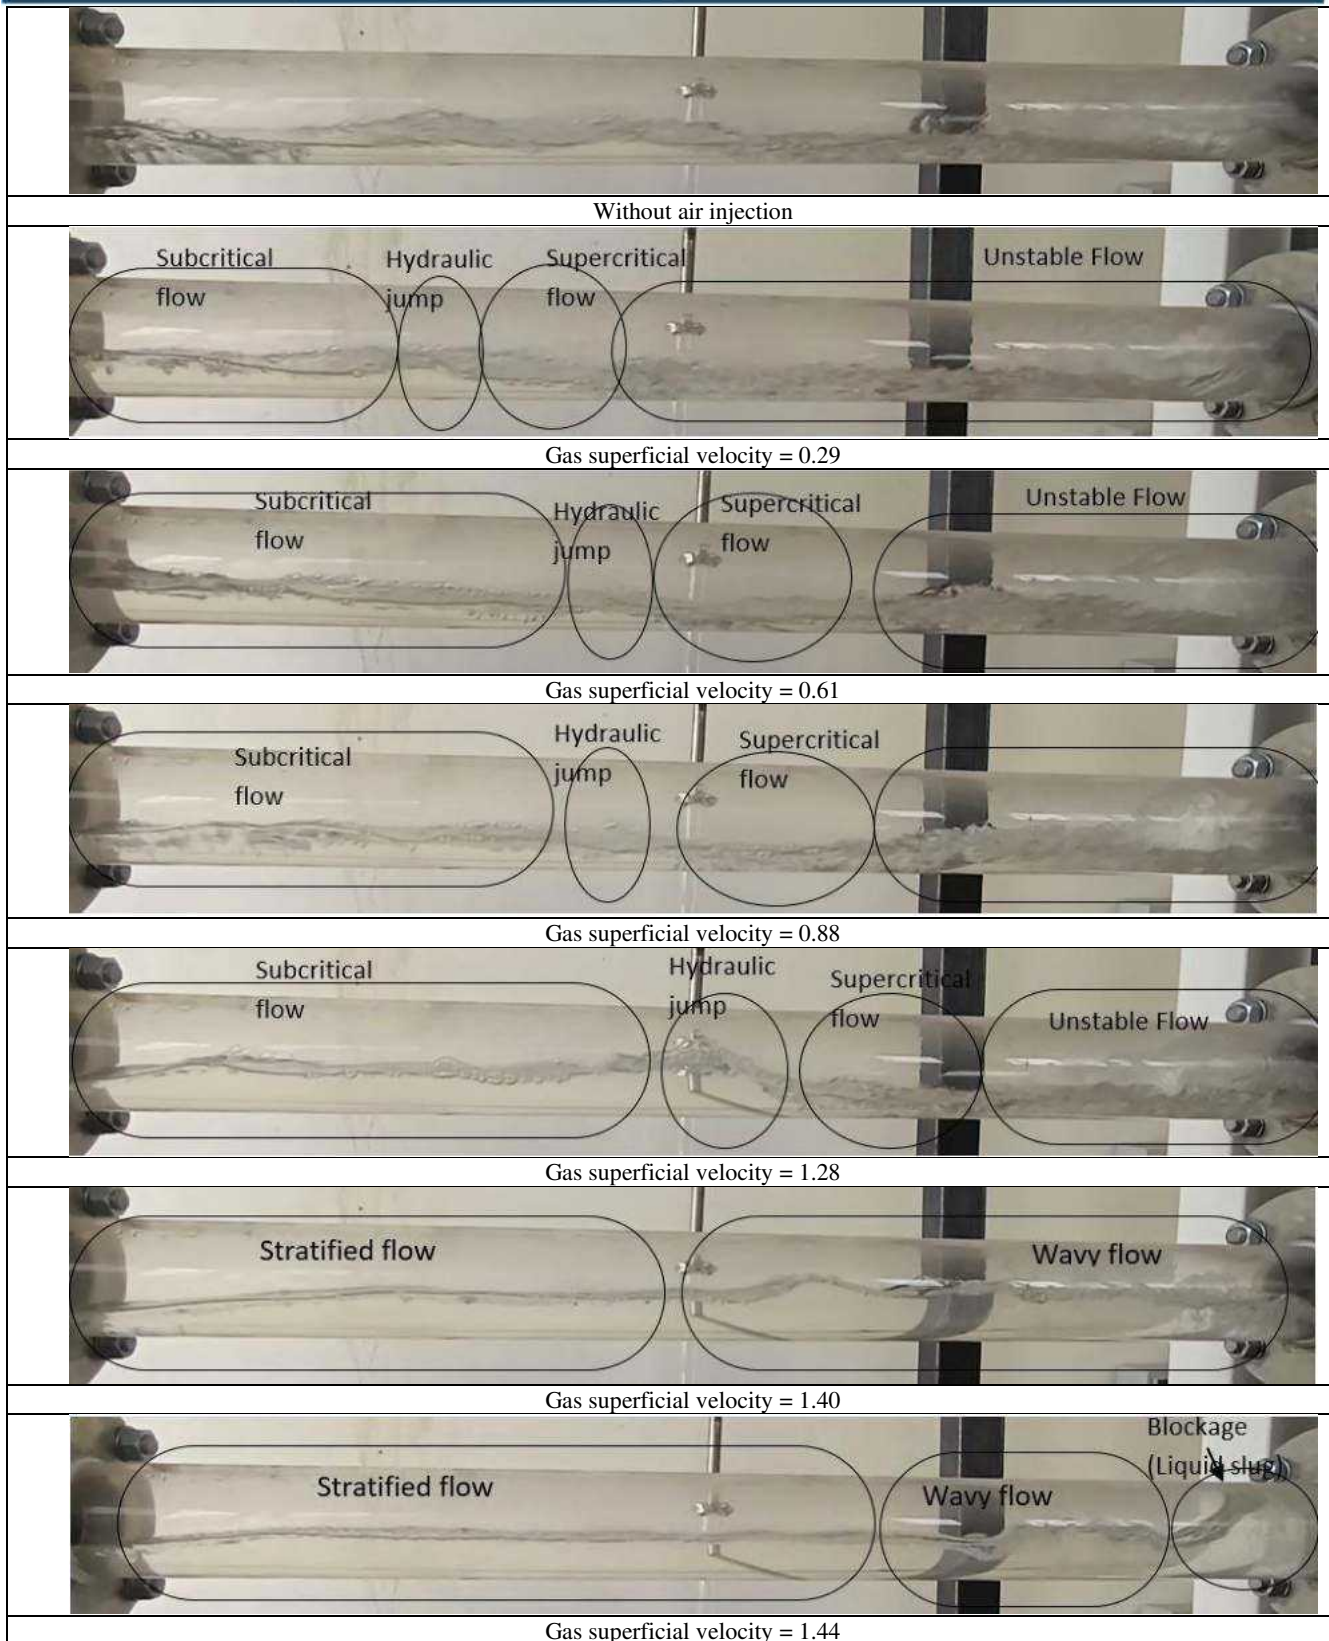 Without air injection
Subcritical
flow
Hydraulic
jump
Supercritical
flow
Unstable Flow
Gas superficial velocity = 0.29
Subcritical
flow
Hydraulic
jump
Supercritical
flow
Unstable Flow
Gas superficial velocity = 0.61
Subcritical
flow
Hydraulic
jump
Supercritical
flow
Gas superficial velocity = 0.88
Subcritical
flow
Hydraulic
jump
Supercritical
flow
Unstable Flow
Gas superficial velocity = 1.28
Stratified flow
Wavy flow
Gas superficial velocity = 1.40
Stratified flow
Wavy flow
Blockage
(Liquid slug)
Gas superficial velocity = 1.44